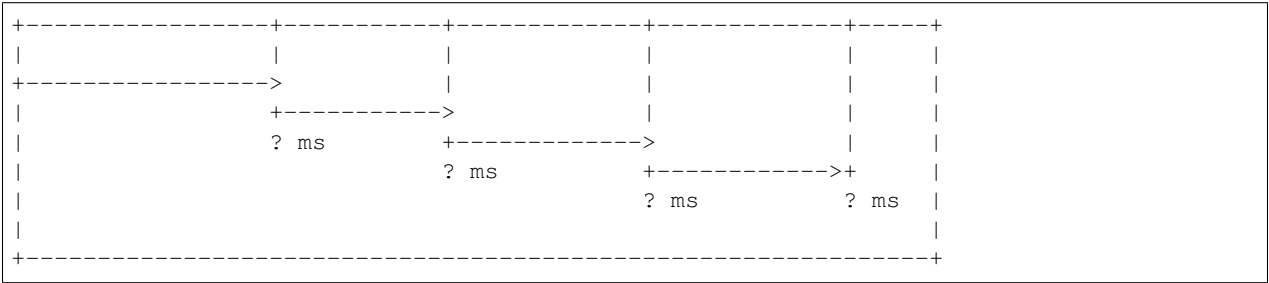 +-----------------+-----------+-------------+-------------+-----+
|                 |           |             |             |     |
+----------------->           |             |             |     |
|                 +----------->             |             |     |
|                 ? ms        +------------->             |     |
|                             ? ms          +------------>+     |
|                                           ? ms          ? ms  |
|                                                               |
+---------------------------------------------------------------+